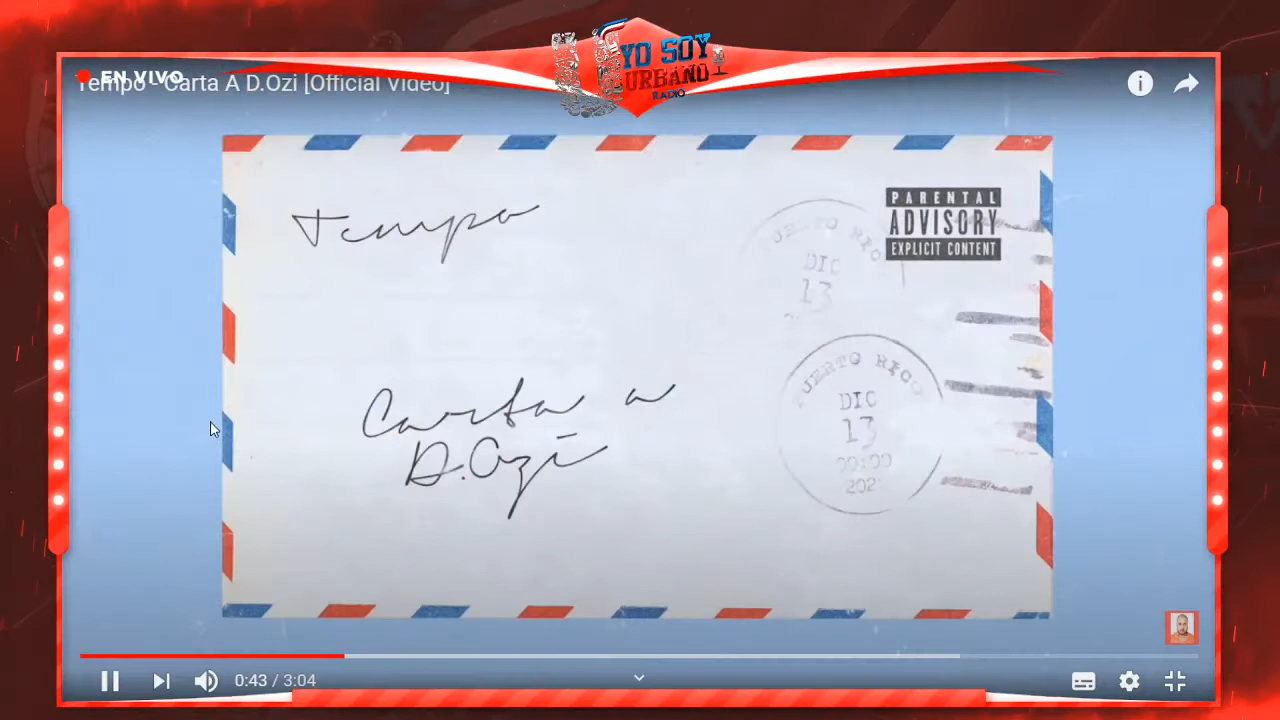 YO SOY
URBANO
RADIO
EN VIVO
Tempo - Carta A D.Ozi [Official Video]
Tempo
PARENTAL
ADVISORY
EXPLICIT CONTENT
PUERTO RICO
DIC
13
Carta a
D.Ozi
PUERTO RICO
DIC
13
00:00
202
0:43 / 3:04